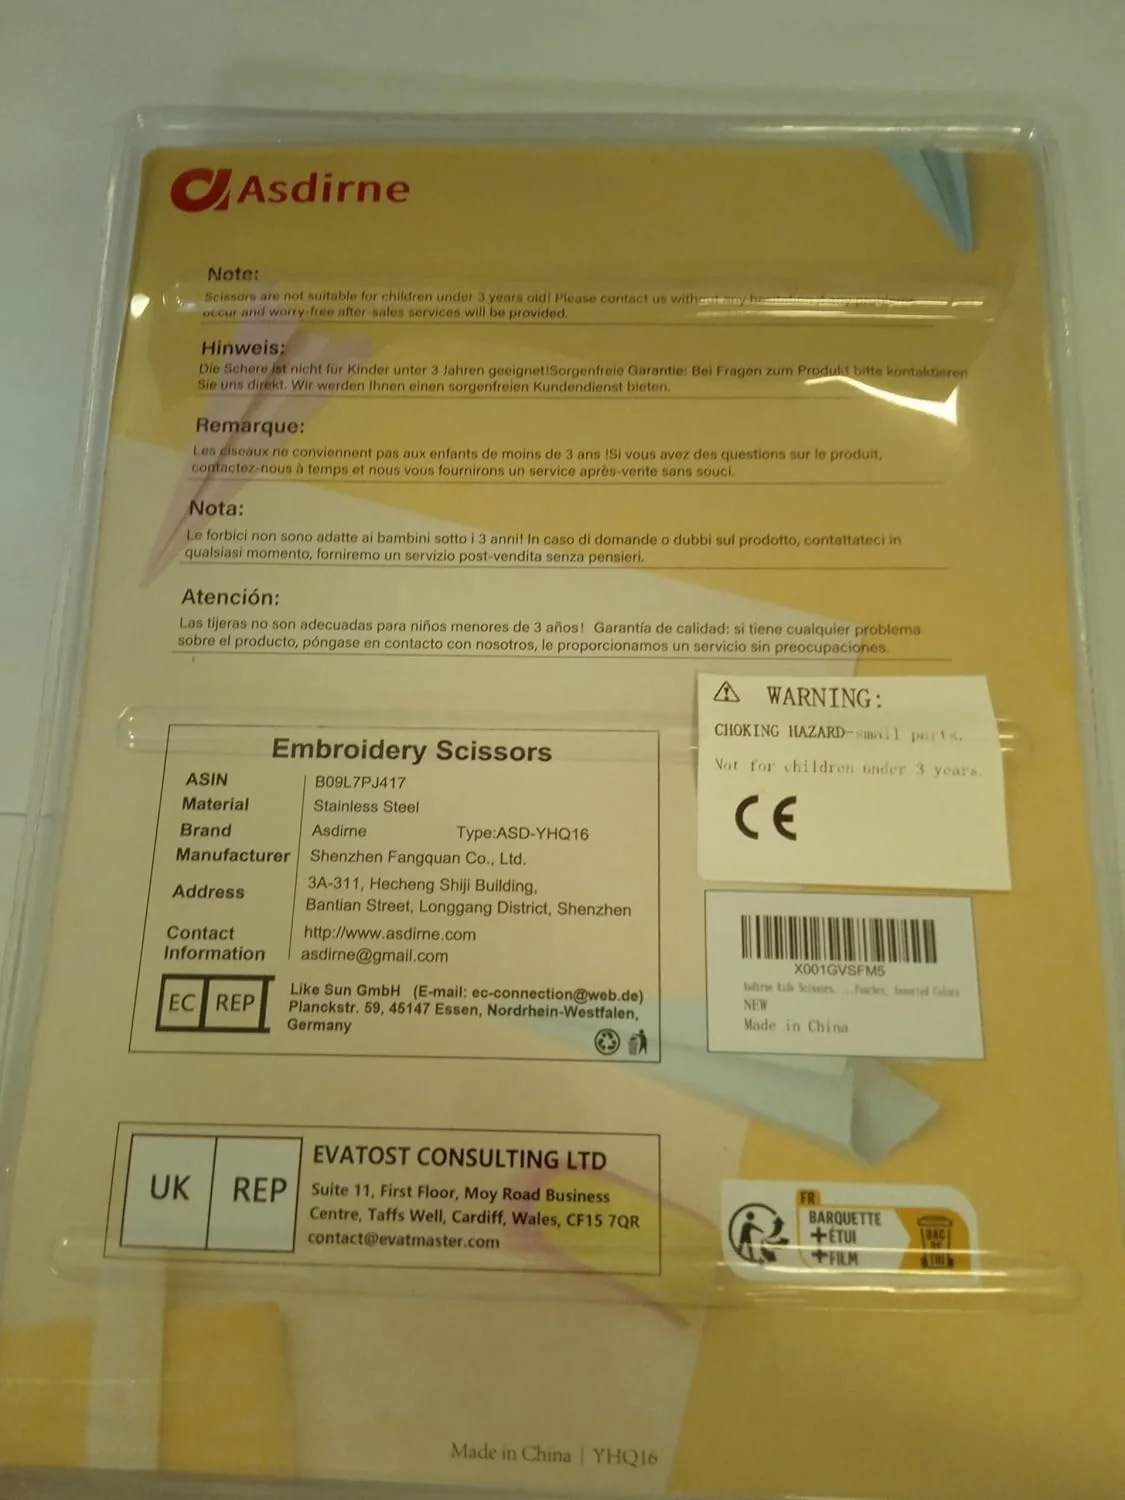 Asdirne
Note:
Scissors are not suitable for children under 3 years old! Please contact us without any
occur and worry-free after-sales services will be provided.
Hinweis:
Die Schere ist nicht für Kinder unter 3 Jahren geeignet!Sorgenfreie Garantie: Bei Fragen zum Produkt bitte kontaktieren
Sie uns direkt. Wir werden Ihnen einen sorgenfreien Kundendienst bieten.
Remarque:
Les ciseaux ne conviennent pas aux enfants de moins de 3 ans !Si vous avez des questions sur le produit,
contactez-nous à temps et nous vous fournirons un service après-vente sans souci.
Nota:
Le forbici non sono adatte ai bambini sotto i 3 anni! In caso di domande o dubbi sul prodotto, contattateci in
qualsiasi momento, forniremo un servizio post-vendita senza pensieri.
Atención:
Las tijeras no son adecuadas para niños menores de 3 años! Garantía de calidad: si tiene cualquier problema
sobre el producto, póngase en contacto con nosotros, le proporcionamos un servicio sin preocupaciones.
WARNING:
CHOKING HAZARD-small parts.
Not for children under 3 years.
CE
Embroidery Scissors
ASIN B09L7PJ417
Material Stainless Steel
Brand Asdirne Type:ASD-YHQ16
Manufacturer Shenzhen Fangquan Co., Ltd.
Address 3A-311, Hecheng Shiji Building,
Bantian Street, Longgang District, Shenzhen
Contact http://www.asdirne.com
Information asdirne@gmail.com
EC REP
Like Sun GmbH (E-mail: ec-connection@web.de)
Planckstr. 59, 45147 Essen, Nordrhein-Westfalen,
Germany
X001GVSFM5
Asdirne Kids Scissors, ...Punches, Assorted Colors
NEW
Made in China
UK REP
EVATOST CONSULTING LTD
Suite 11, First Floor, Moy Road Business
Centre, Taffs Well, Cardiff, Wales, CF15 7QR
contact@evatmaster.com
FR
BARQUETTE
+ÉTUI
+FILM
BAC
DE
TRI
Made in China | YHQ16